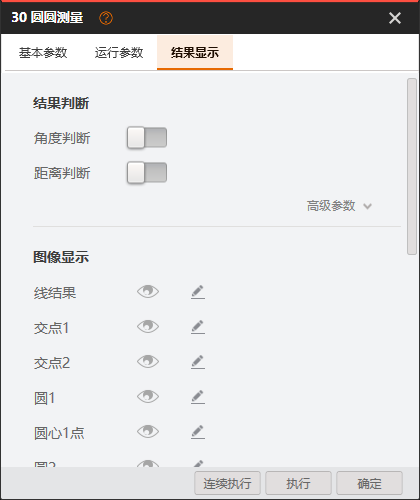 30 圆圆测量
基本参数 运行参数 结果显示
结果判断
角度判断
距离判断
高级参数
图像显示
线结果
交点1
交点2
圆1
圆心1点
圆2
连续执行 执行 确定